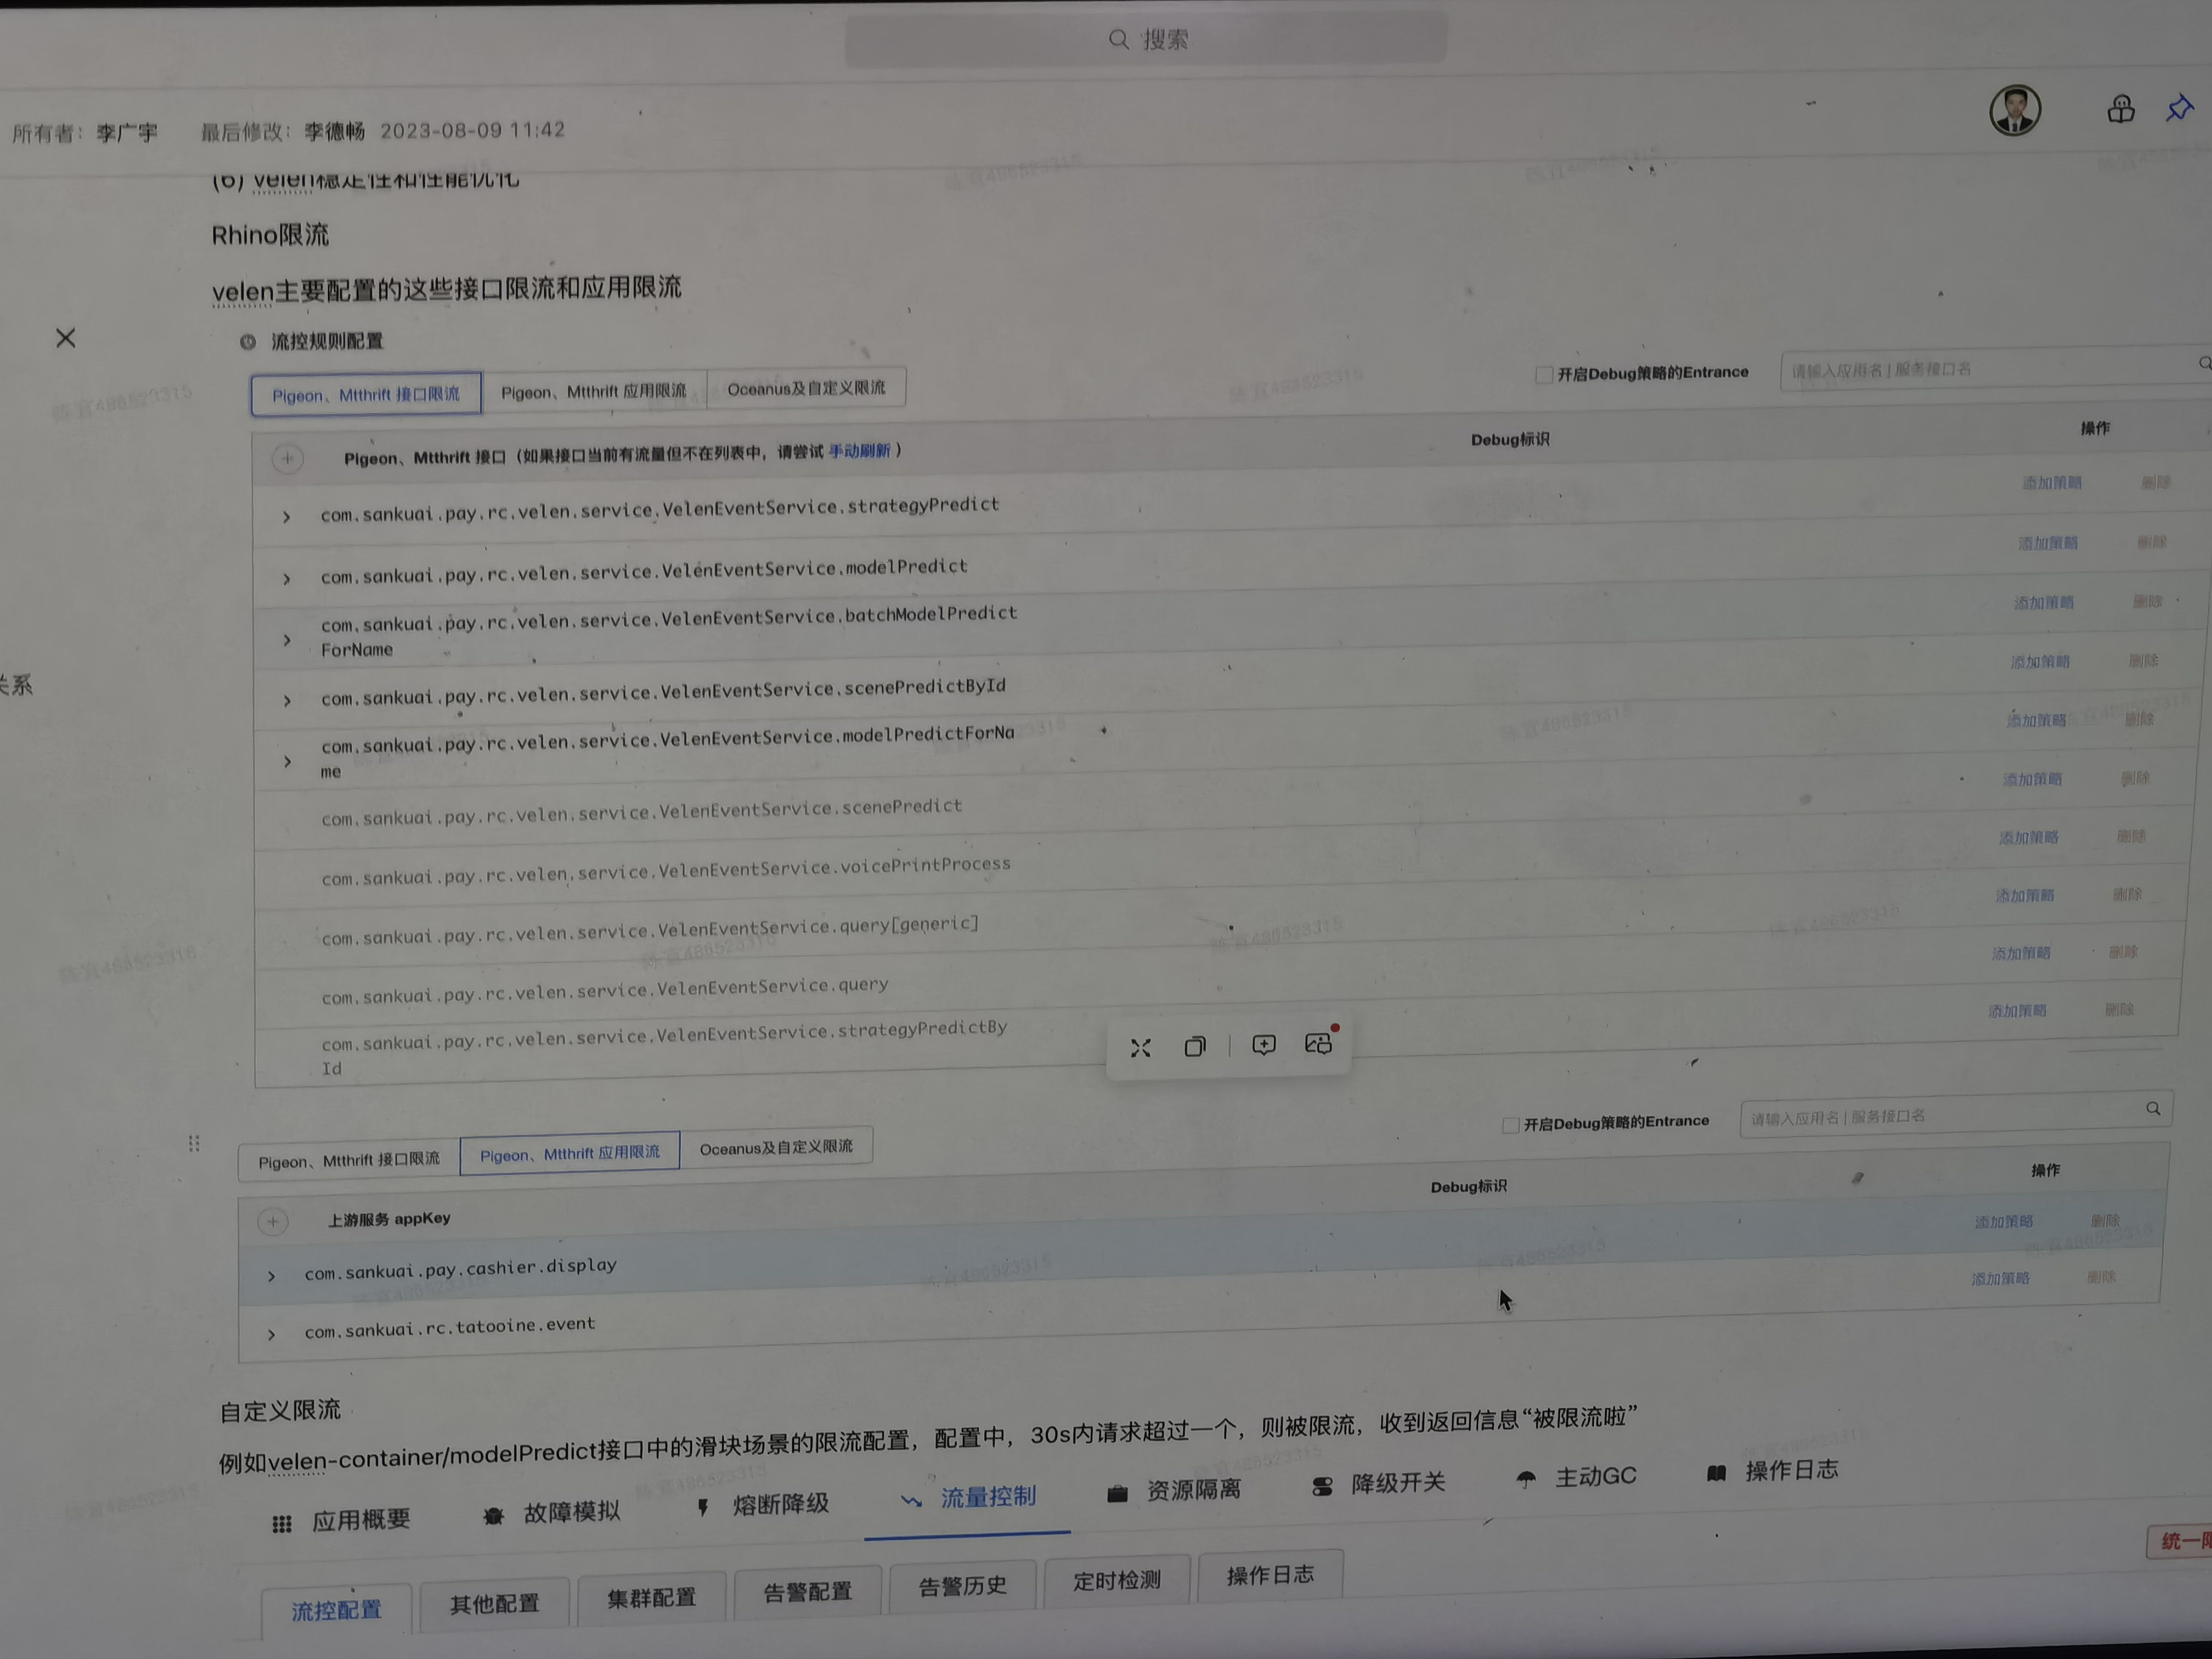 搜索
所有者：李广宇 最后修改：李德畅 2023-08-09 11:42
(6) velen稳定性和性能优化
Rhino限流
velen主要配置的这些接口限流和应用限流
流控规则配置
Pigeon、Mtthrift 接口限流 Pigeon、Mtthrift 应用限流 Oceanus及自定义限流 开启Debug策略的Entrance 请输入应用名 | 服务接口名
Pigeon、Mtthrift 接口（如果接口当前有流量但不在列表中，请尝试 手动刷新 ） Debug标识 操作
com.sankuai.pay.rc.velen.service.VelenEventService.strategyPredict 添加策略 删除
com.sankuai.pay.rc.velen.service.VelenEventService.modelPredict 添加策略 删除
com.sankuai.pay.rc.velen.service.VelenEventService.batchModelPredict
ForName 添加策略 删除
com.sankuai.pay.rc.velen.service.VelenEventService.scenePredictById 添加策略 删除
com.sankuai.pay.rc.velen.service.VelenEventService.modelPredictForNa
me 添加策略 删除
com.sankuai.pay.rc.velen.service.VelenEventService.scenePredict 添加策略 删除
com.sankuai.pay.rc.velen.service.VelenEventService.voicePrintProcess 添加策略 删除
com.sankuai.pay.rc.velen.service.VelenEventService.query[generic] 添加策略 删除
com.sankuai.pay.rc.velen.service.VelenEventService.query 添加策略 删除
com.sankuai.pay.rc.velen.service.VelenEventService.strategyPredictBy
Id 添加策略 删除
关系
Pigeon、Mtthrift 接口限流 Pigeon、Mtthrift 应用限流 Oceanus及自定义限流 开启Debug策略的Entrance 请输入应用名 | 服务接口名
上游服务 appKey Debug标识 操作
com.sankuai.pay.cashier.display 添加策略 删除
com.sankuai.rc.tatooine.event 添加策略 删除
自定义限流
例如velen-container/modelPredict接口中的滑块场景的限流配置，配置中，30s内请求超过一个，则被限流，收到返回信息“被限流啦”
应用概要 故障模拟 熔断降级 流量控制 资源隔离 降级开关 主动GC 操作日志
统一限
流控配置 其他配置 集群配置 告警配置 告警历史 定时检测 操作日志